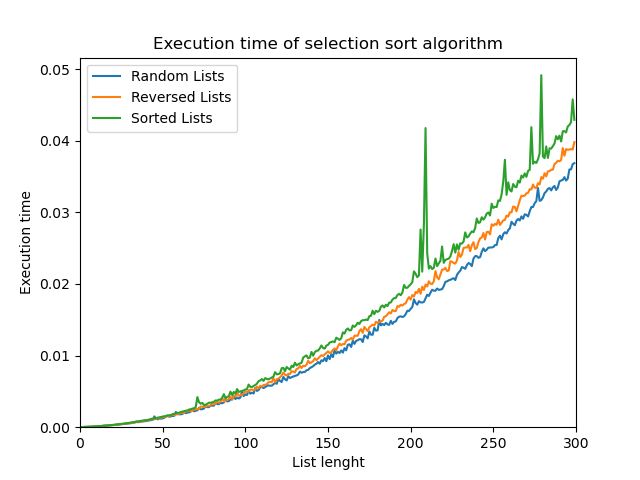 Execution time of selection sort algorithm
Random Lists
Reversed Lists
Sorted Lists
Execution time
0.05
0.04
0.03
0.02
0.01
0.00
0 50 100 150 200 250 300
List lenght